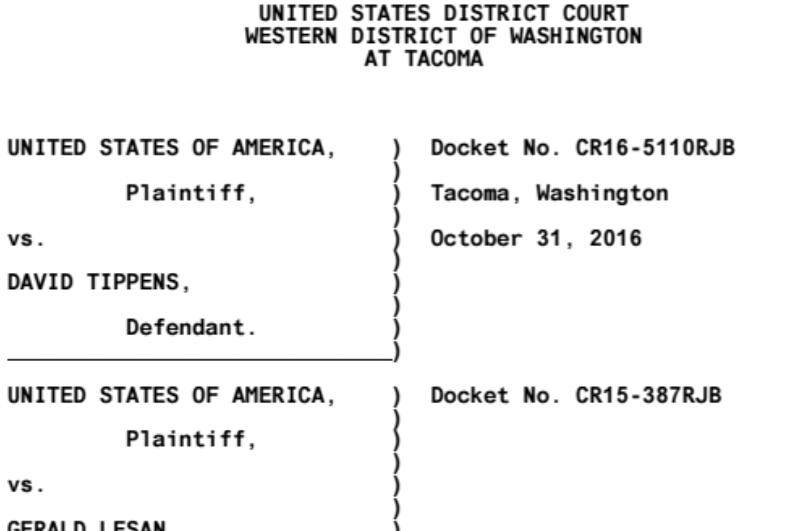 UNITED STATES DISTRICT COURT
WESTERN DISTRICT OF WASHINGTON
AT TACOMA
UNITED STATES OF AMERICA, ) Docket No. CR16-5110RJB
)
Plaintiff, ) Tacoma, Washington
)
vs. ) October 31, 2016
)
DAVID TIPPENS, )
)
Defendant. )
)
UNITED STATES OF AMERICA, ) Docket No. CR15-387RJB
)
Plaintiff, )
)
vs. )
)
GERALD LESAN )